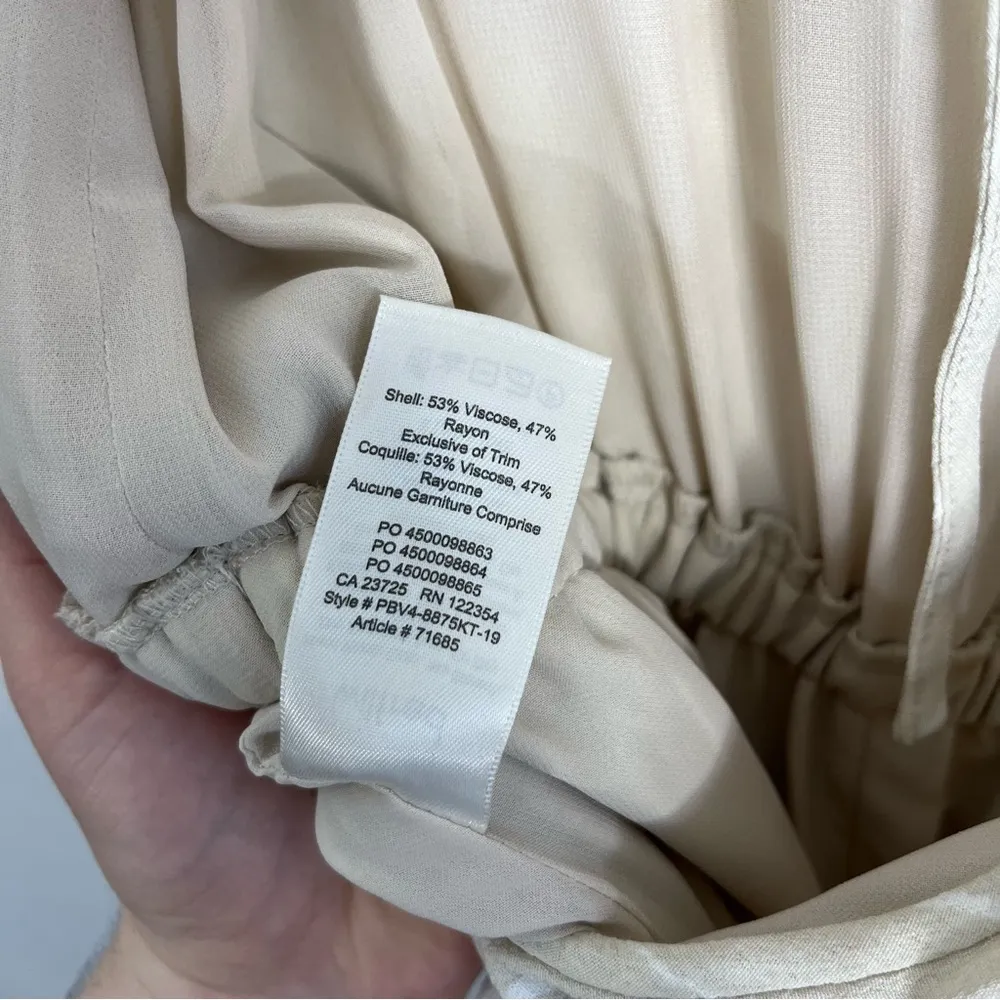 Shell: 53% Viscose, 47%
Rayon
Exclusive of Trim
Coquille: 53% Viscose, 47%
Rayonne
Aucune Garniture Comprise
PO 4500098863
PO 4500098864
PO 4500098865
CA 23725 RN 122354
Style # PBV4-8875KT-19
Article # 71685